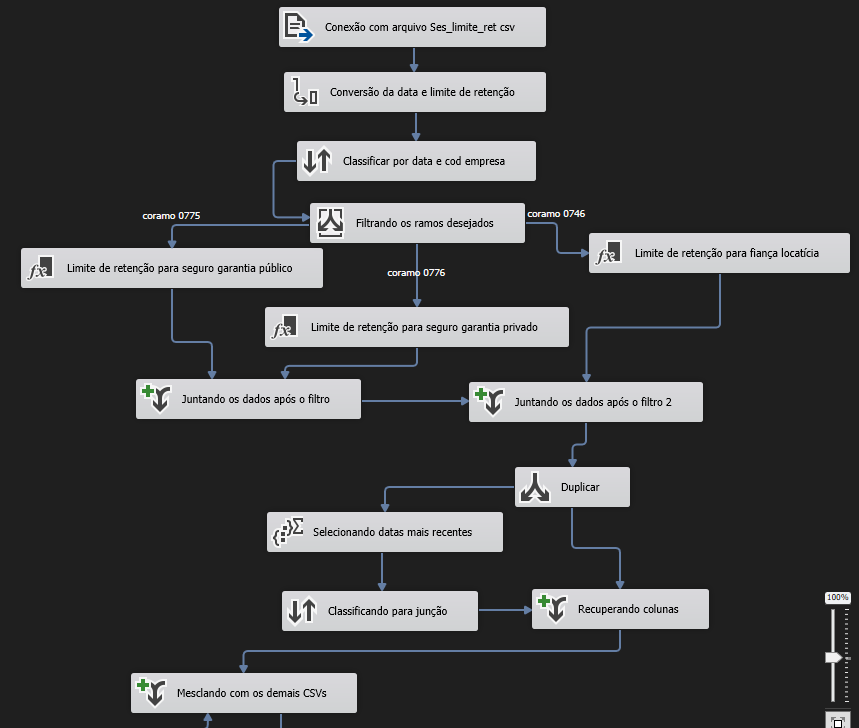 Conexão com arquivo Ses_limite_ret csv
Conversão da data e limite de retenção
Classificar por data e cod empresa
Filtrando os ramos desejados
coramo 0775
coramo 0746
Limite de retenção para seguro garantia público
coramo 0776
Limite de retenção para fiança locatícia
Limite de retenção para seguro garantia privado
Juntando os dados após o filtro
Juntando os dados após o filtro 2
Duplicar
Selecionando datas mais recentes
Classificando para junção
Recuperando colunas
Mesclando com os demais CSVs
100%